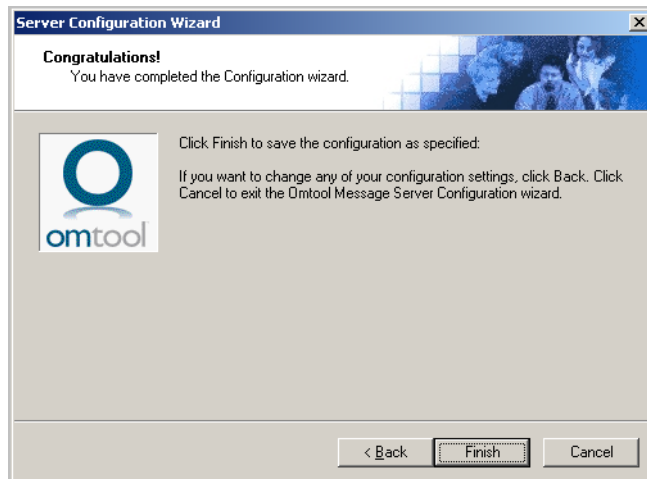 Server Configuration Wizard
Congratulations!
You have completed the Configuration wizard.
Click Finish to save the configuration as specified:
If you want to change any of your configuration settings, click Back. Click
Cancel to exit the Omtool Message Server Configuration wizard.
omtool
< Back
Finish
Cancel